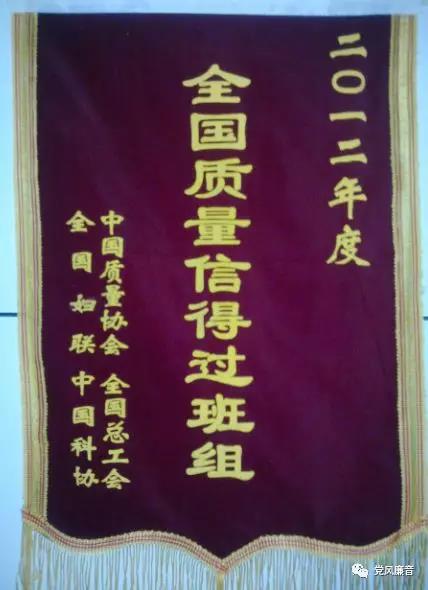 二〇一二年度
全国质量信得过班组
中国质量协会 全国总工会
全国妇联 中国科协
党风廉音